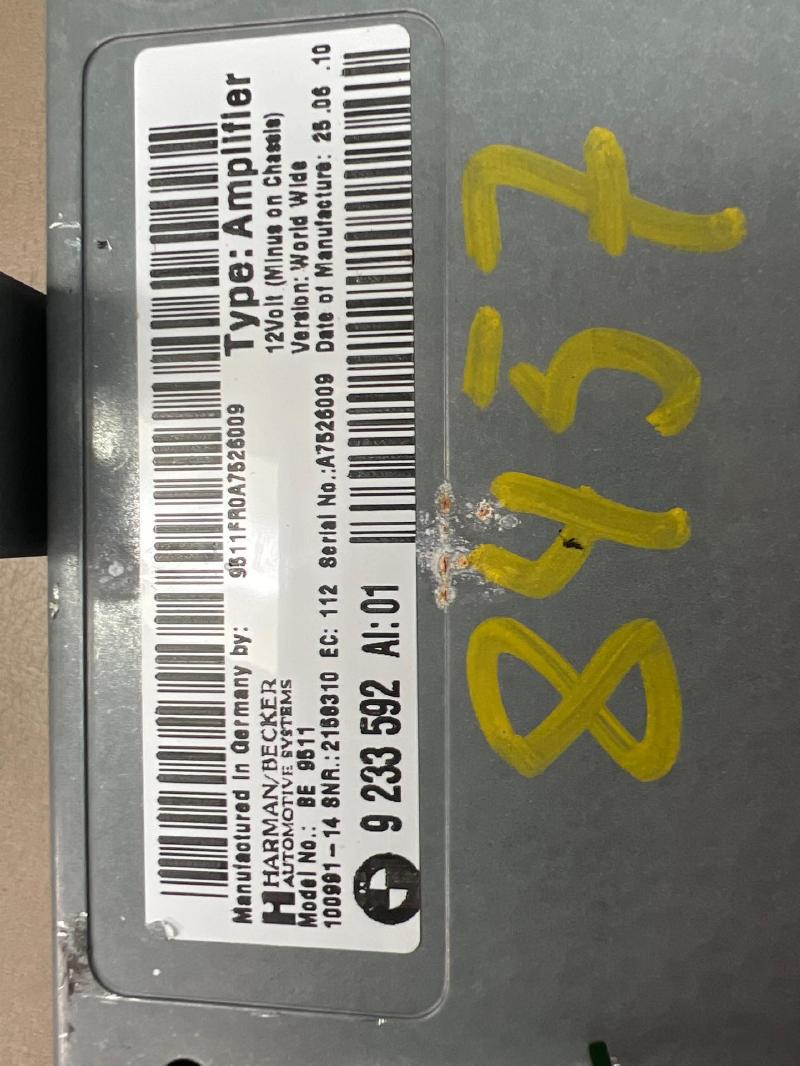 9511FR0A7526009
Manufactured in Germany by:
HARMAN/BECKER
AUTOMOTIVE SYSTEMS
Model No.: BE 9511
Type: Amplifier
12Volt (Minus on Chassis)
Version: World Wide
100991-14 SNR.:2156310 EC: 112 Serial No.:A7526009 Date of Manufacture: 25.06.10
9 233 592 AI:01
8457